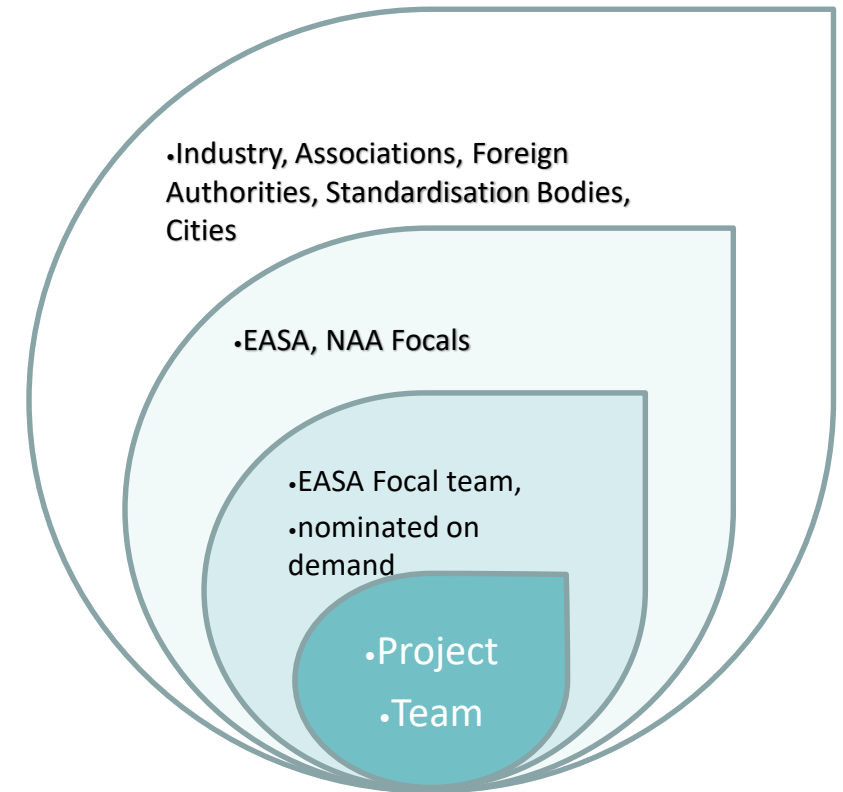 •Industry, Associations, Foreign
Authorities, Standardisation Bodies,
Cities
•EASA, NAA Focals
•EASA Focal team,
•nominated on
demand
•Project
•Team